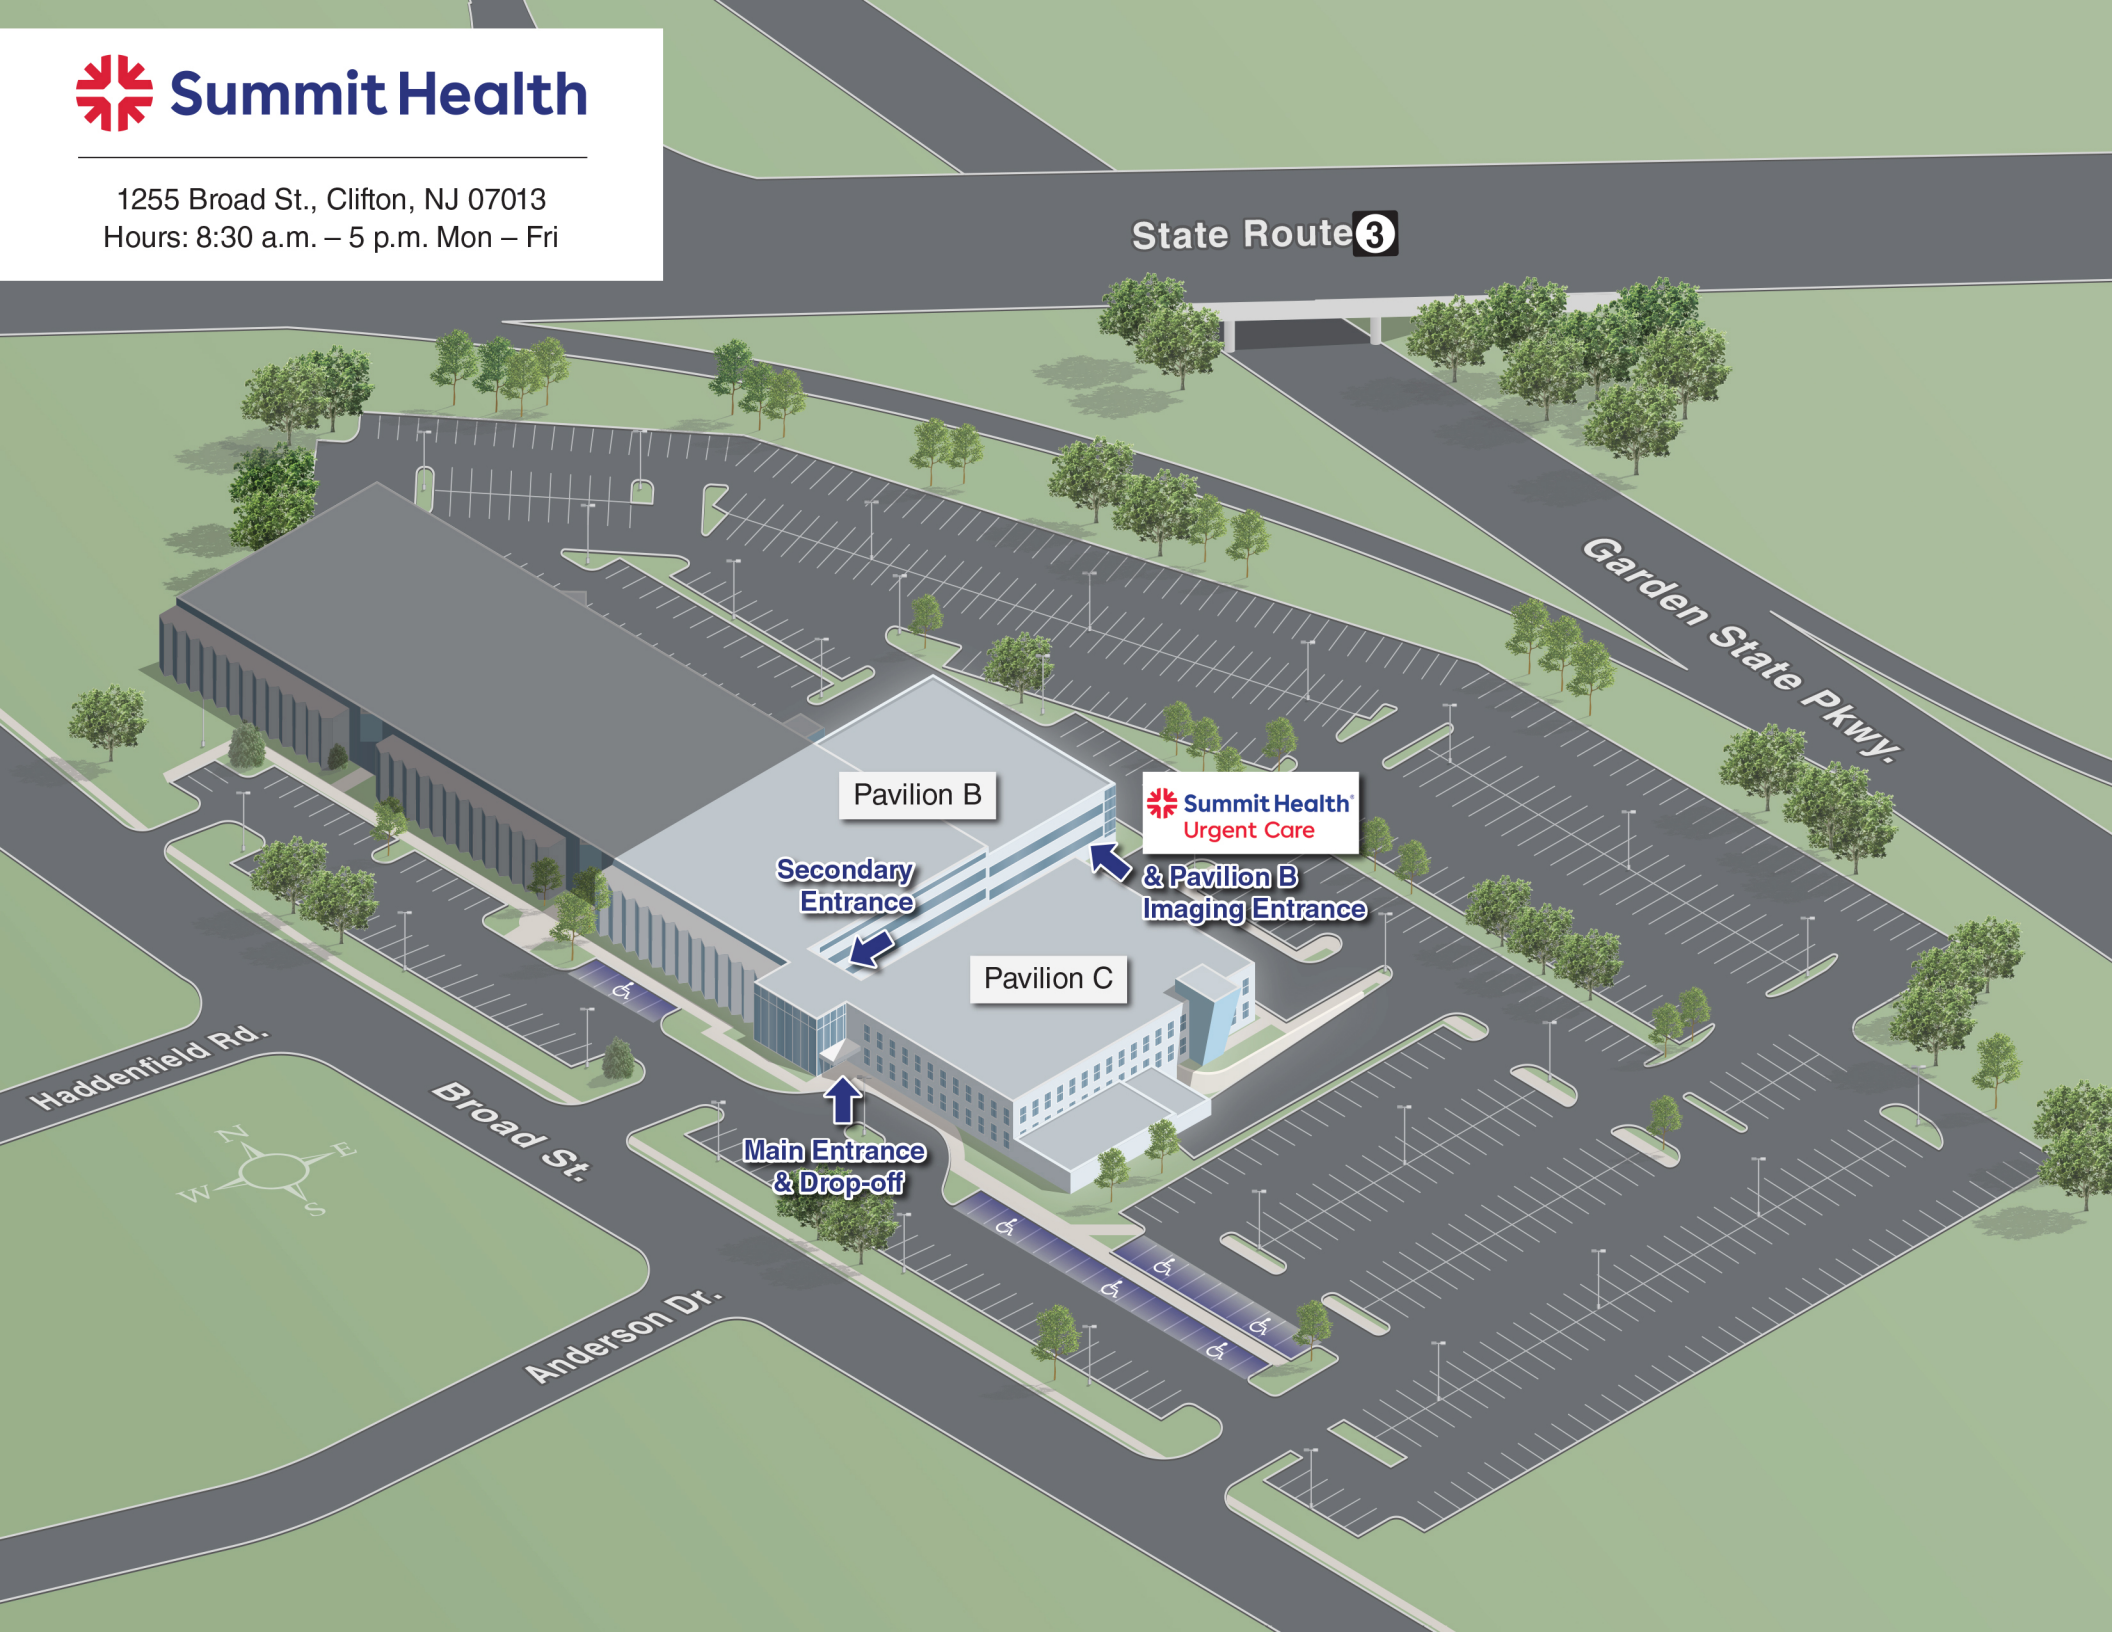 Summit Health
1255 Broad St., Clifton, NJ 07013
Hours: 8:30 a.m. – 5 p.m. Mon – Fri
State Route 3
Garden State Pkwy.
Pavilion B
Summit Health®
Urgent Care
& Pavilion B
Imaging Entrance
Secondary
Entrance
Pavilion C
Main Entrance
& Drop-off
Haddenfield Rd.
Broad St.
N
E
W
S
Anderson Dr.